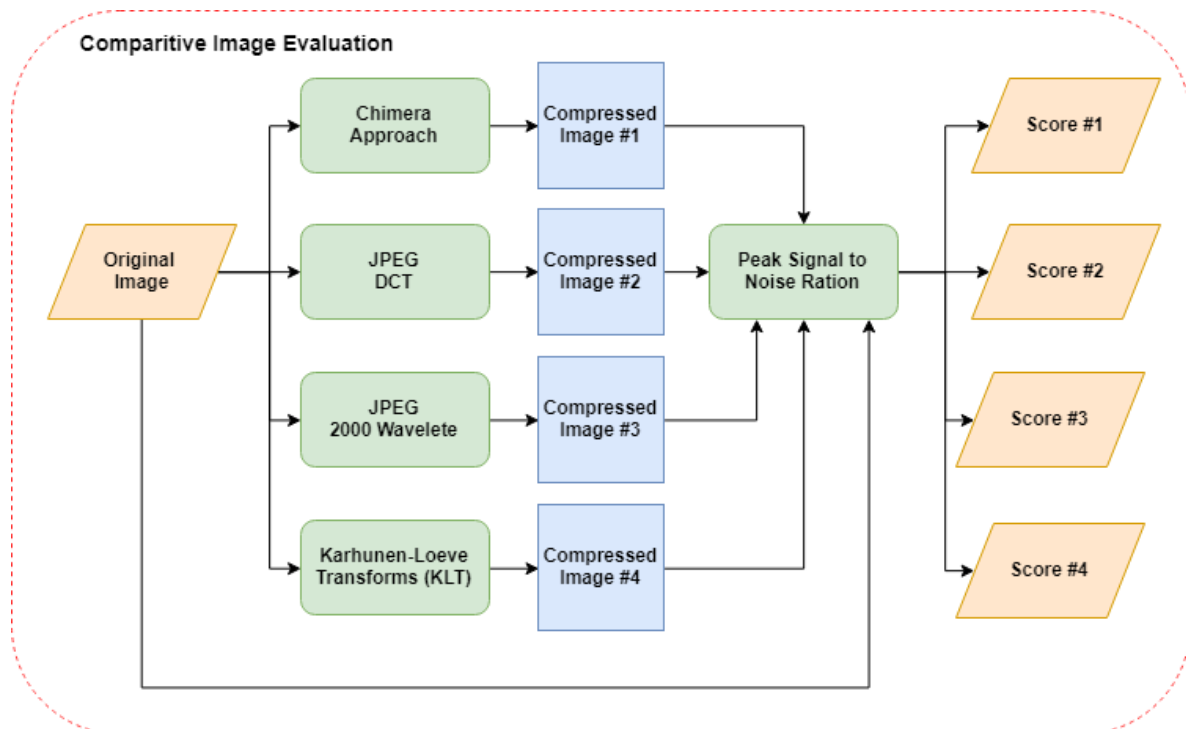 Comparitive Image Evaluation
Chimera
Approach
Compressed
Image #1
Score #1
Original
Image
JPEG
DCT
Compressed
Image #2
Peak Signal to
Noise Ration
Score #2
JPEG
2000 Wavelete
Compressed
Image #3
Score #3
Karhunen-Loeve
Transforms (KLT)
Compressed
Image #4
Score #4